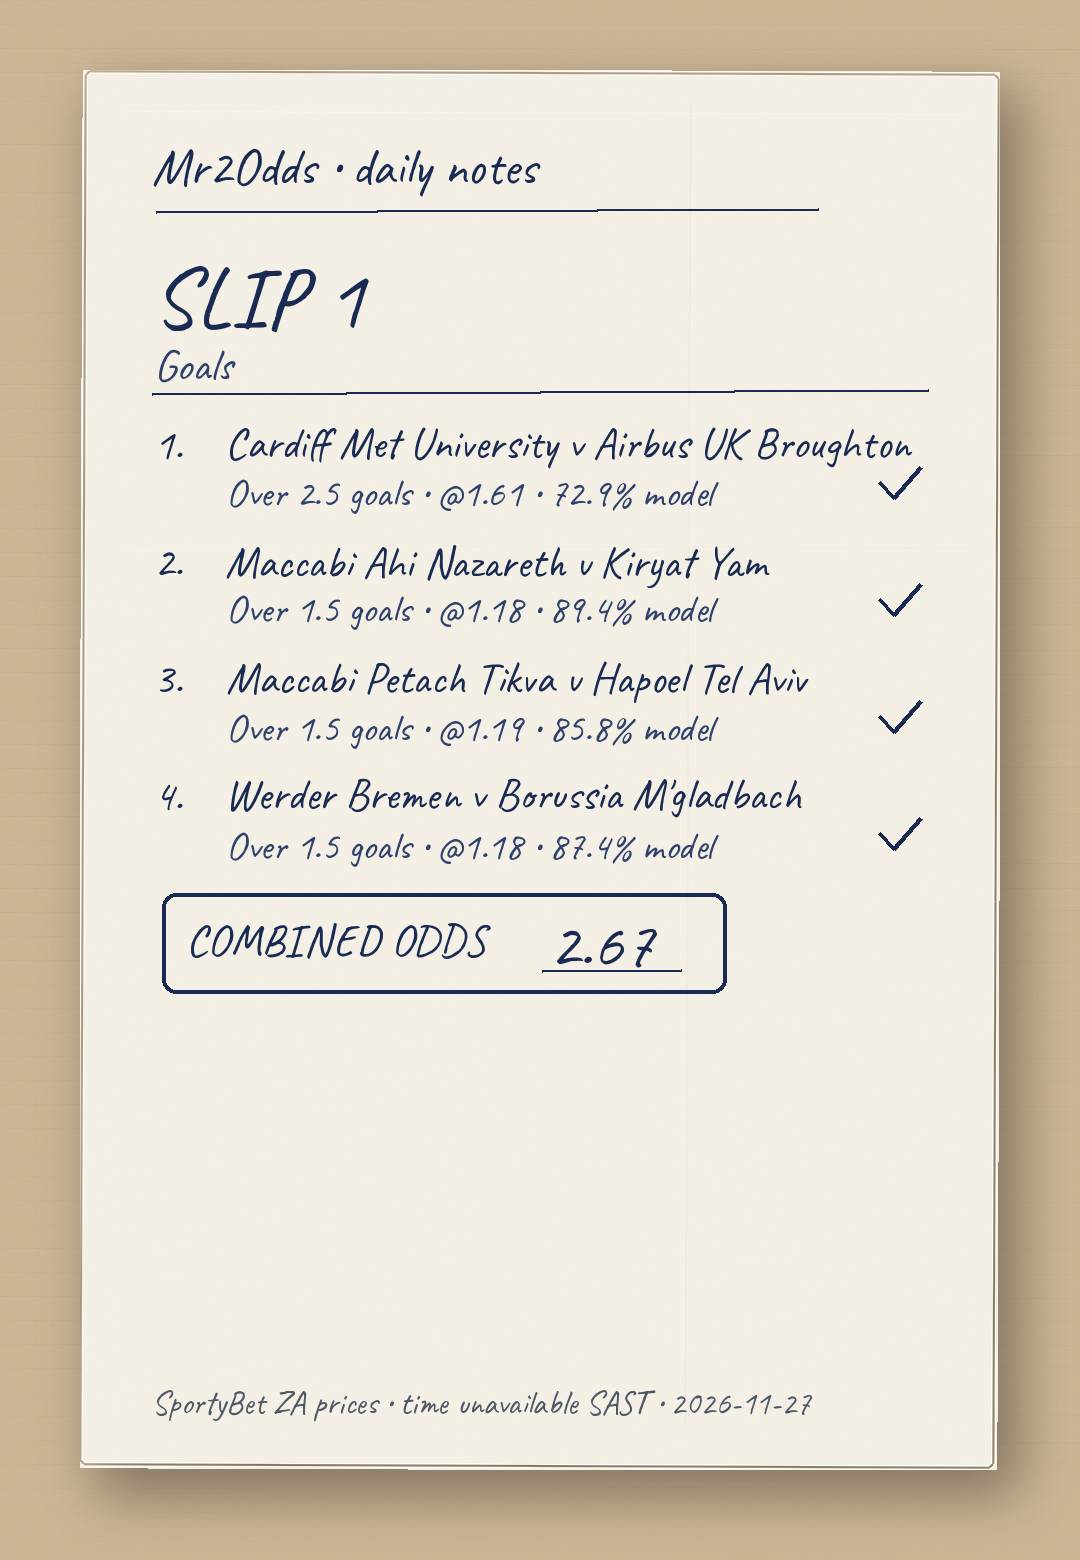 Mr2Odds · daily notes
SLIP 1
Goals
1. Cardiff Met University v Airbus UK Broughton
Over 2.5 goals · @1.61 · 72.9% model
2. Maccabi Ahi Nazareth v Kiryat Yam
Over 1.5 goals · @1.18 · 89.4% model
3. Maccabi Petach Tikva v Hapoel Tel Aviv
Over 1.5 goals · @1.19 · 85.8% model
4. Werder Bremen v Borussia M'gladbach
Over 1.5 goals · @1.18 · 87.4% model
COMBINED ODDS 2.67
SportyBet ZA prices · time unavailable SAST · 2026-11-27